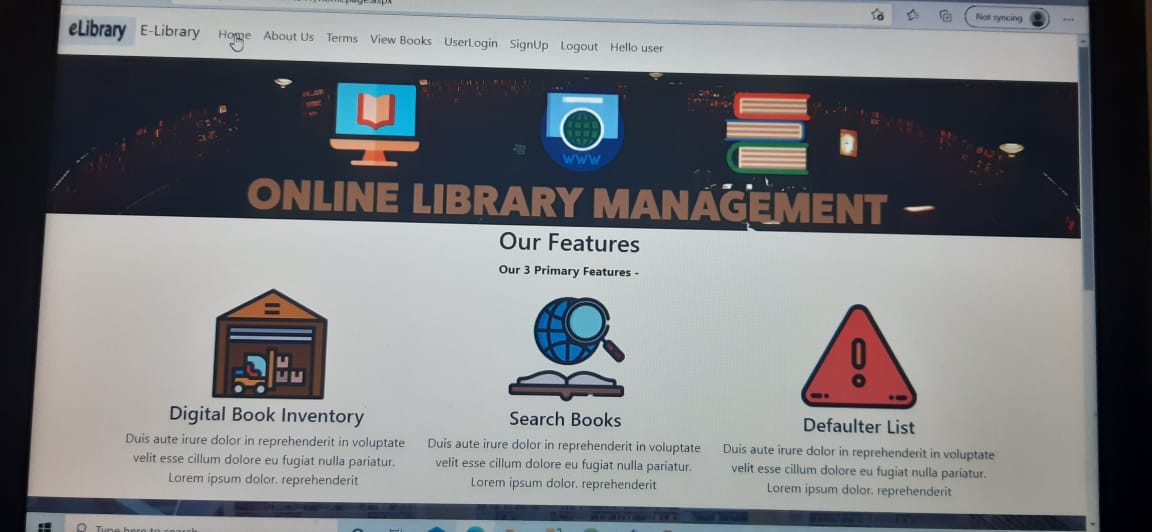 homepage.aspx
Not syncing
eLibrary E-Library Home About Us Terms View Books UserLogin SignUp Logout Hello user
WWW
ONLINE LIBRARY MANAGEMENT
Our Features
Our 3 Primary Features -
Digital Book Inventory
Duis aute irure dolor in reprehenderit in voluptate
velit esse cillum dolore eu fugiat nulla pariatur.
Lorem ipsum dolor. reprehenderit
Search Books
Duis aute irure dolor in reprehenderit in voluptate
velit esse cillum dolore eu fugiat nulla pariatur.
Lorem ipsum dolor. reprehenderit
Defaulter List
Duis aute irure dolor in reprehenderit in voluptate
velit esse cillum dolore eu fugiat nulla pariatur.
Lorem ipsum dolor. reprehenderit
Type here to search